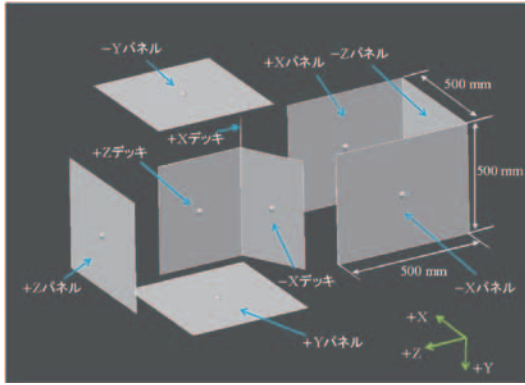 −Yパネル
+Xパネル
−Zパネル
500 mm
+Xデッキ
+Zデッキ
500 mm
−Xデッキ
500 mm
+Zパネル
−Xパネル
+Yパネル
+X
+Z
+Y